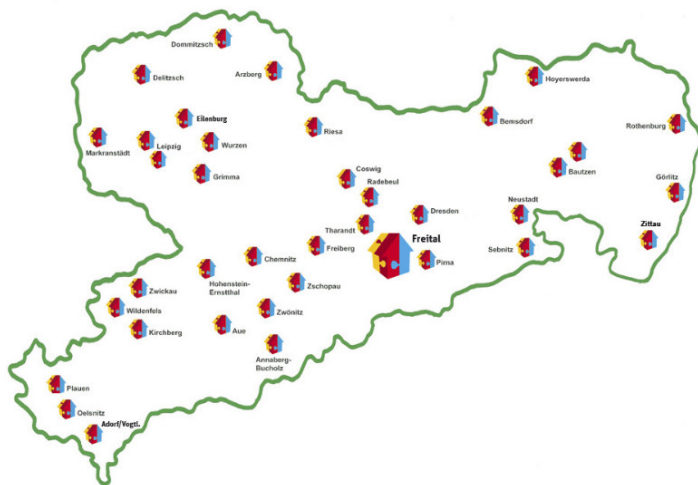 Dommitzsch
Delitzsch
Arzberg
Hoyerswerda
Eilenburg
Bernsdorf
Rothenburg
Riesa
Markranstädt
Leipzig
Wurzen
Grimma
Bautzen
Coswig
Radebeul
Görlitz
Neustadt
Dresden
Tharandt
Zittau
Freital
Freiberg
Sebnitz
Pirna
Chemnitz
Hohenstein-
Ernstthal
Zschopau
Zwickau
Wildenfels
Zwönitz
Kirchberg
Aue
Annaberg-
Bucholz
Plauen
Oelsnitz
Adorf/Vogtl.